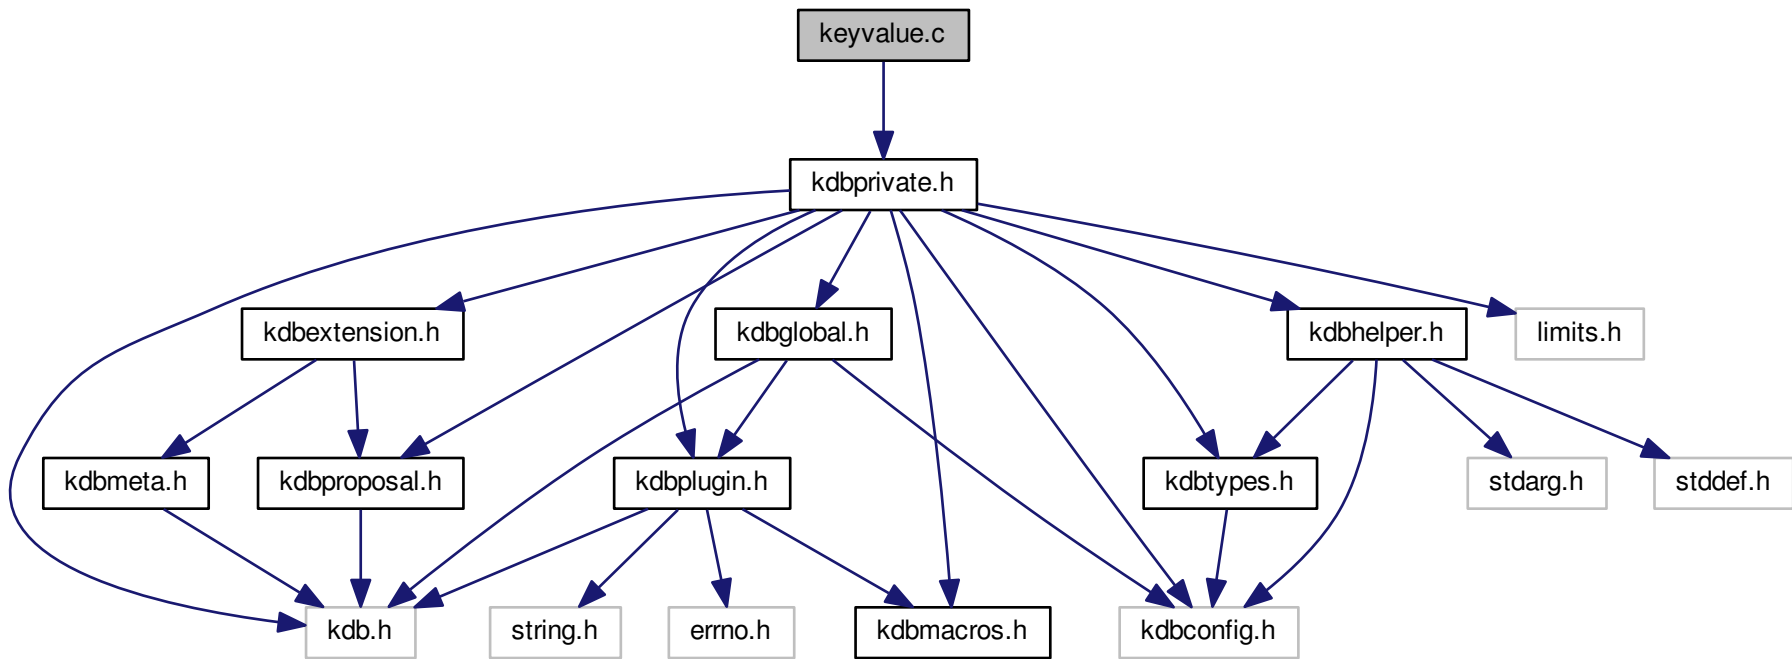 keyvalue.c
kdbprivate.h
kdbextension.h
kdbglobal.h
kdbhelper.h
limits.h
kdbmeta.h
kdbproposal.h
kdbplugin.h
kdbtypes.h
stdarg.h
stddef.h
kdb.h
string.h
errno.h
kdbmacros.h
kdbconfig.h